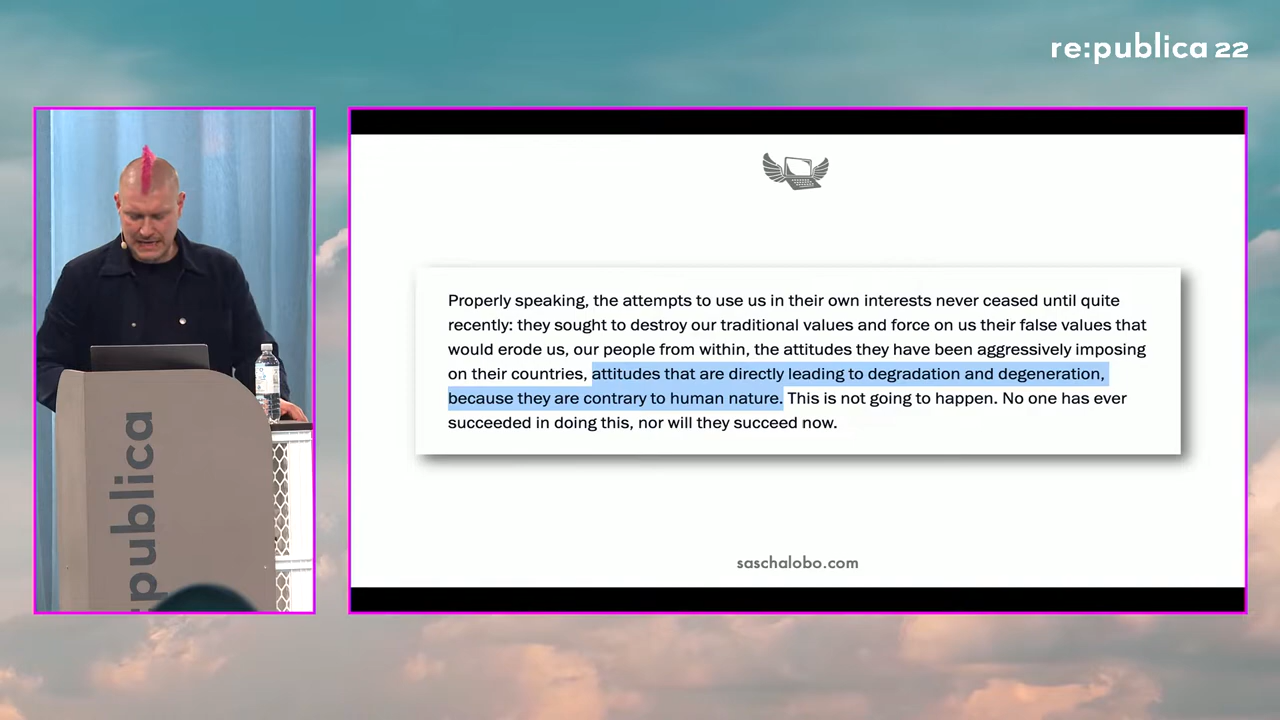 re:publica 22
Properly speaking, the attempts to use us in their own interests never ceased until quite
recently: they sought to destroy our traditional values and force on us their false values that
would erode us, our people from within, the attitudes they have been aggressively imposing
on their countries, attitudes that are directly leading to degradation and degeneration,
because they are contrary to human nature. This is not going to happen. No one has ever
succeeded in doing this, nor will they succeed now.
saschalobo.com
:publica